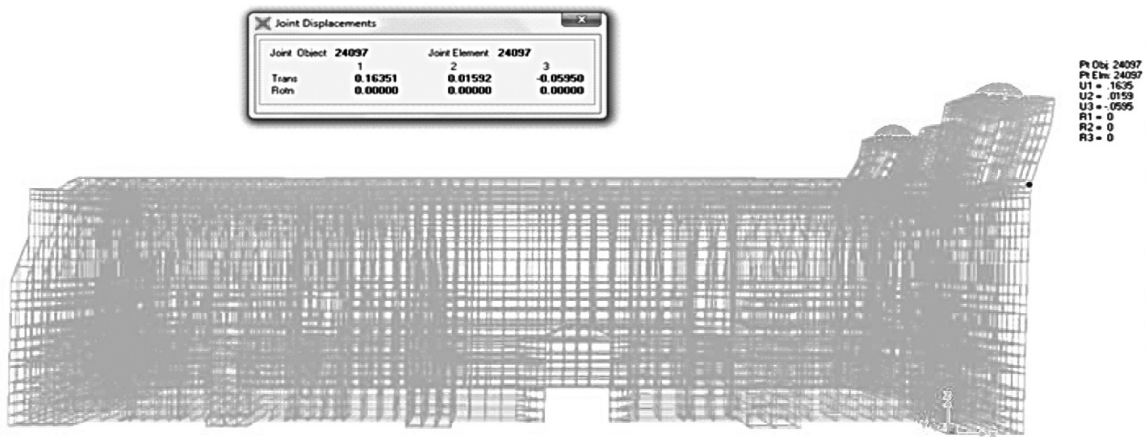 Joint Displacements
Joint Object 24097 Joint Element 24097
1 2 3
Trans 0.16351 0.01592 -0.05950
Rotn 0.00000 0.00000 0.00000
Pt Obj: 24097
Pt Elm: 24097
U1 = .1635
U2 = .0159
U3 = -.0595
R1 = 0
R2 = 0
R3 = 0